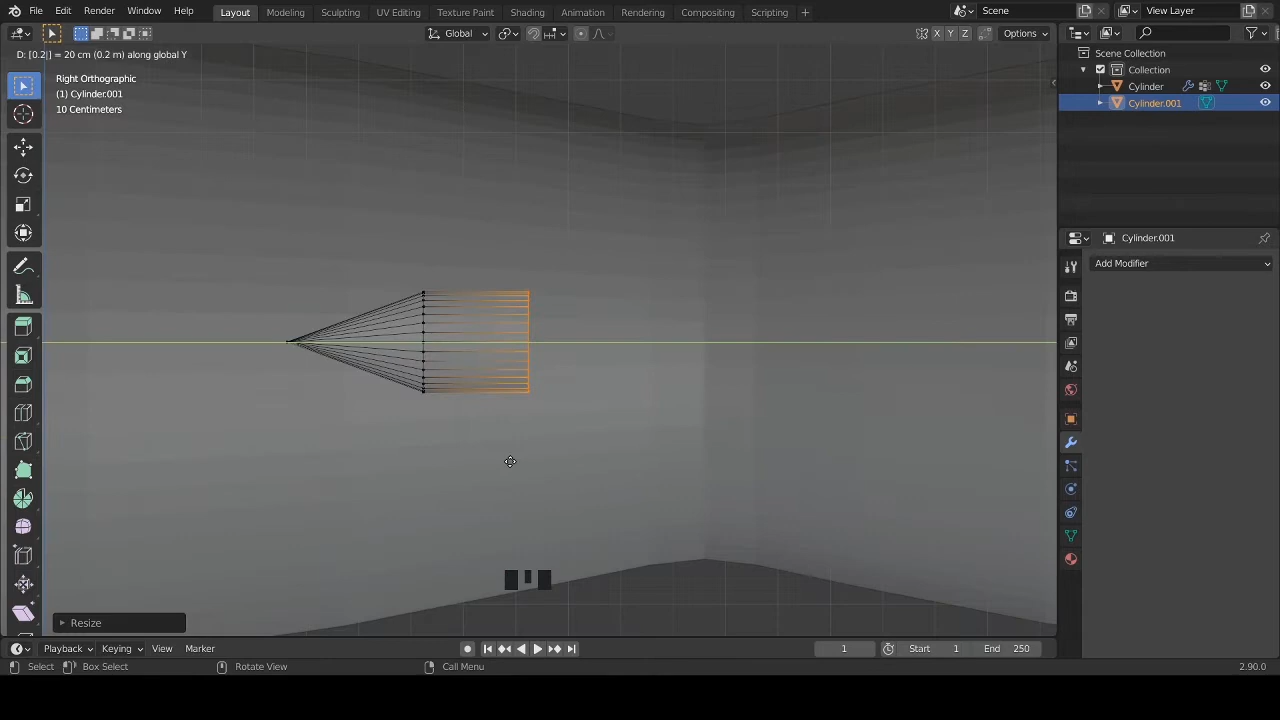 File Edit Render Window Help
Layout Modeling Sculpting UV Editing Texture Paint Shading Animation Rendering Compositing Scripting +
Scene View Layer
Global X Y Z Options
D: [0.2|] = 20 cm (0.2 m) along global Y
Right Orthographic
(1) Cylinder.001
10 Centimeters
Scene Collection
Collection
Cylinder
Cylinder.001
Cylinder.001
Add Modifier
Resize
Playback Keying View Marker 1 Start 1 End 250
Select Box Select Rotate View Call Menu 2.90.0